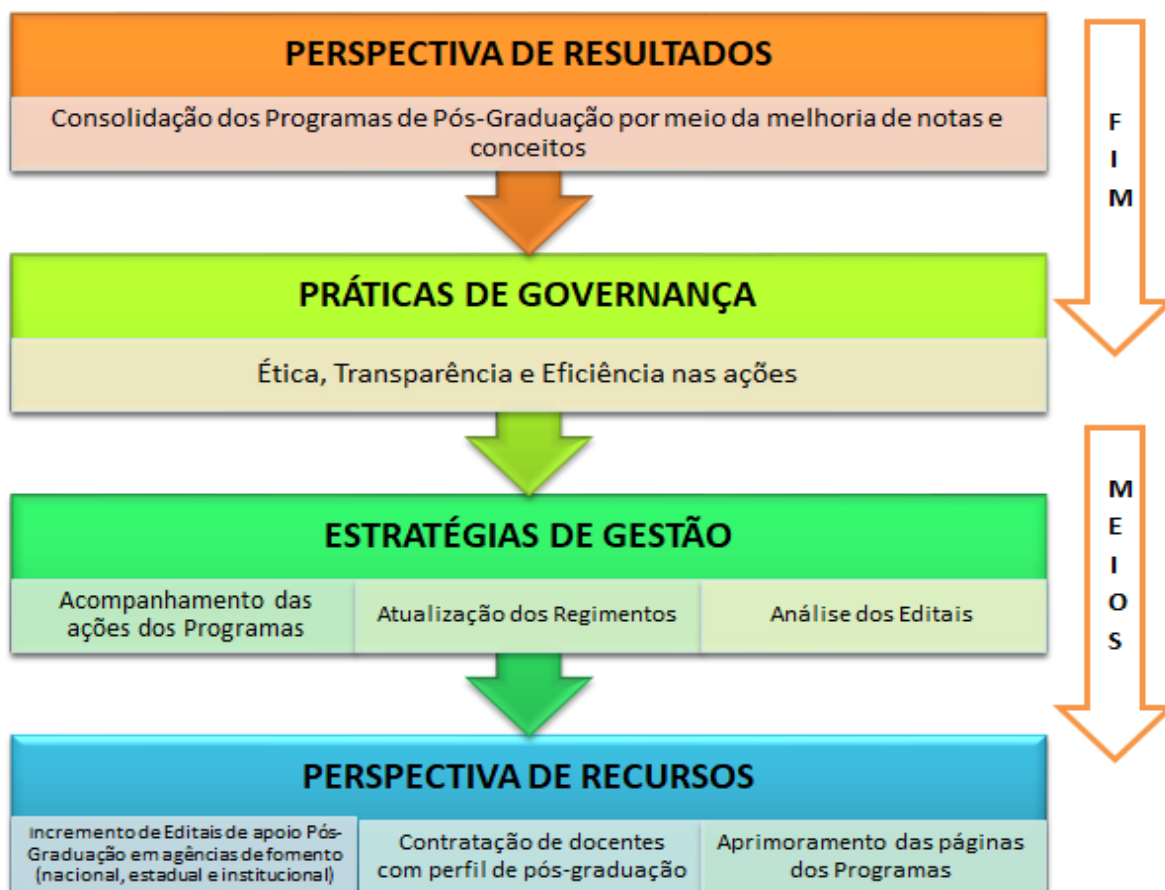 PERSPECTIVA DE RESULTADOS
Consolidação dos Programas de Pós-Graduação por meio da melhoria de notas e
conceitos
FIM
PRÁTICAS DE GOVERNANÇA
Ética, Transparência e Eficiência nas ações
ESTRATÉGIAS DE GESTÃO
Acompanhamento das
ações dos Programas
Atualização dos Regimentos
Análise dos Editais
MEIOS
PERSPECTIVA DE RECURSOS
Incremento de Editais de apoio Pós-
Graduação em agências de fomento
(nacional, estadual e institucional)
Contratação de docentes
com perfil de pós-graduação
Aprimoramento das páginas
dos Programas